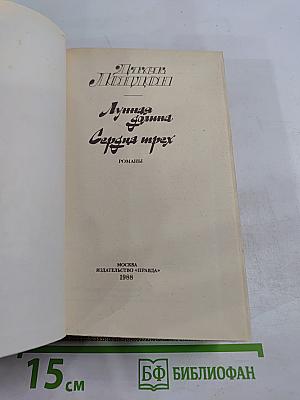 Джек
Лондон
Лунная
долина
Сердца трех
РОМАНЫ
МОСКВА
ИЗДАТЕЛЬСТВО «ПРАВДА»
1988
15 см
БФ БИБЛИОФАН